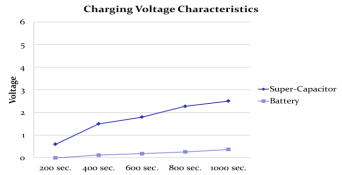 Charging Voltage Characteristics
6
5
4
3
2
1
0
Voltage
200 sec. 400 sec. 600 sec. 800 sec. 1000 sec.
Super-Capacitor
Battery